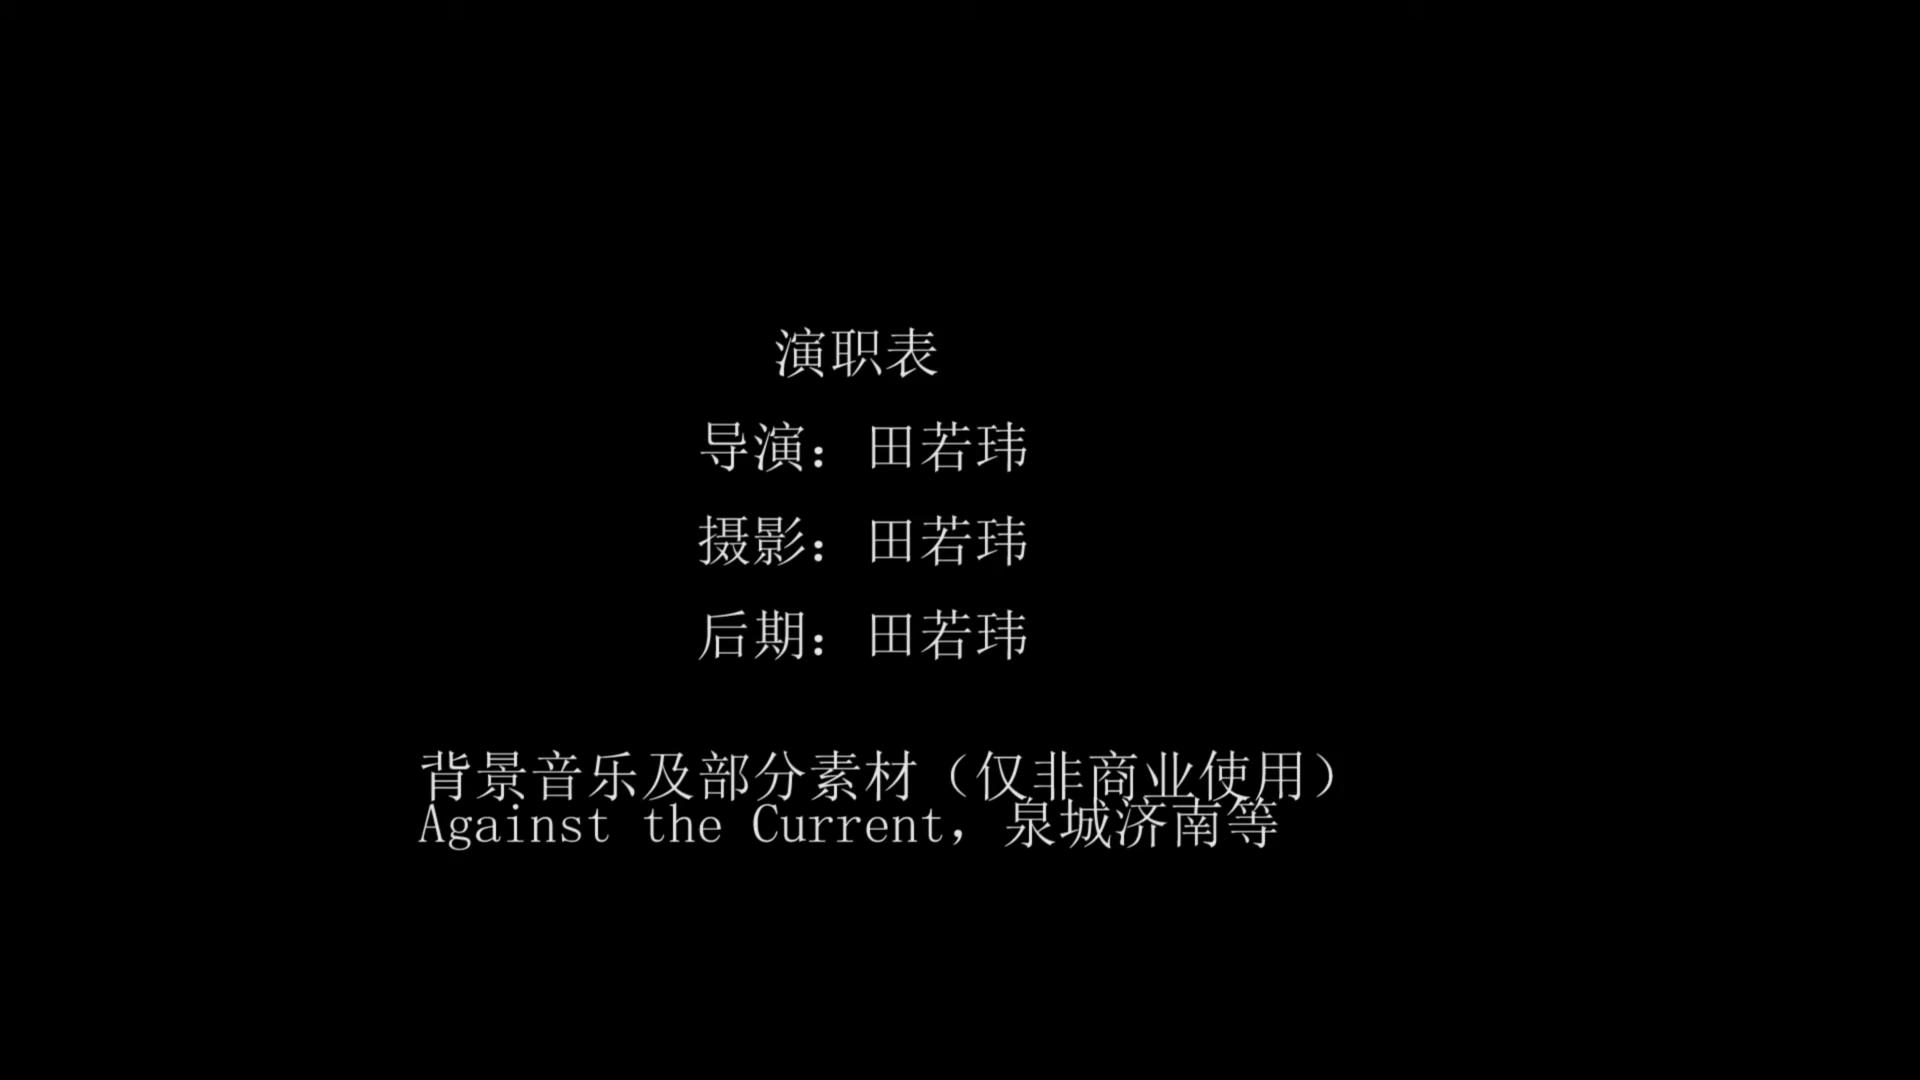 演职表
导演：田若玮
摄影：田若玮
后期：田若玮
背景音乐及部分素材（仅非商业使用）
Against the Current，泉城济南等